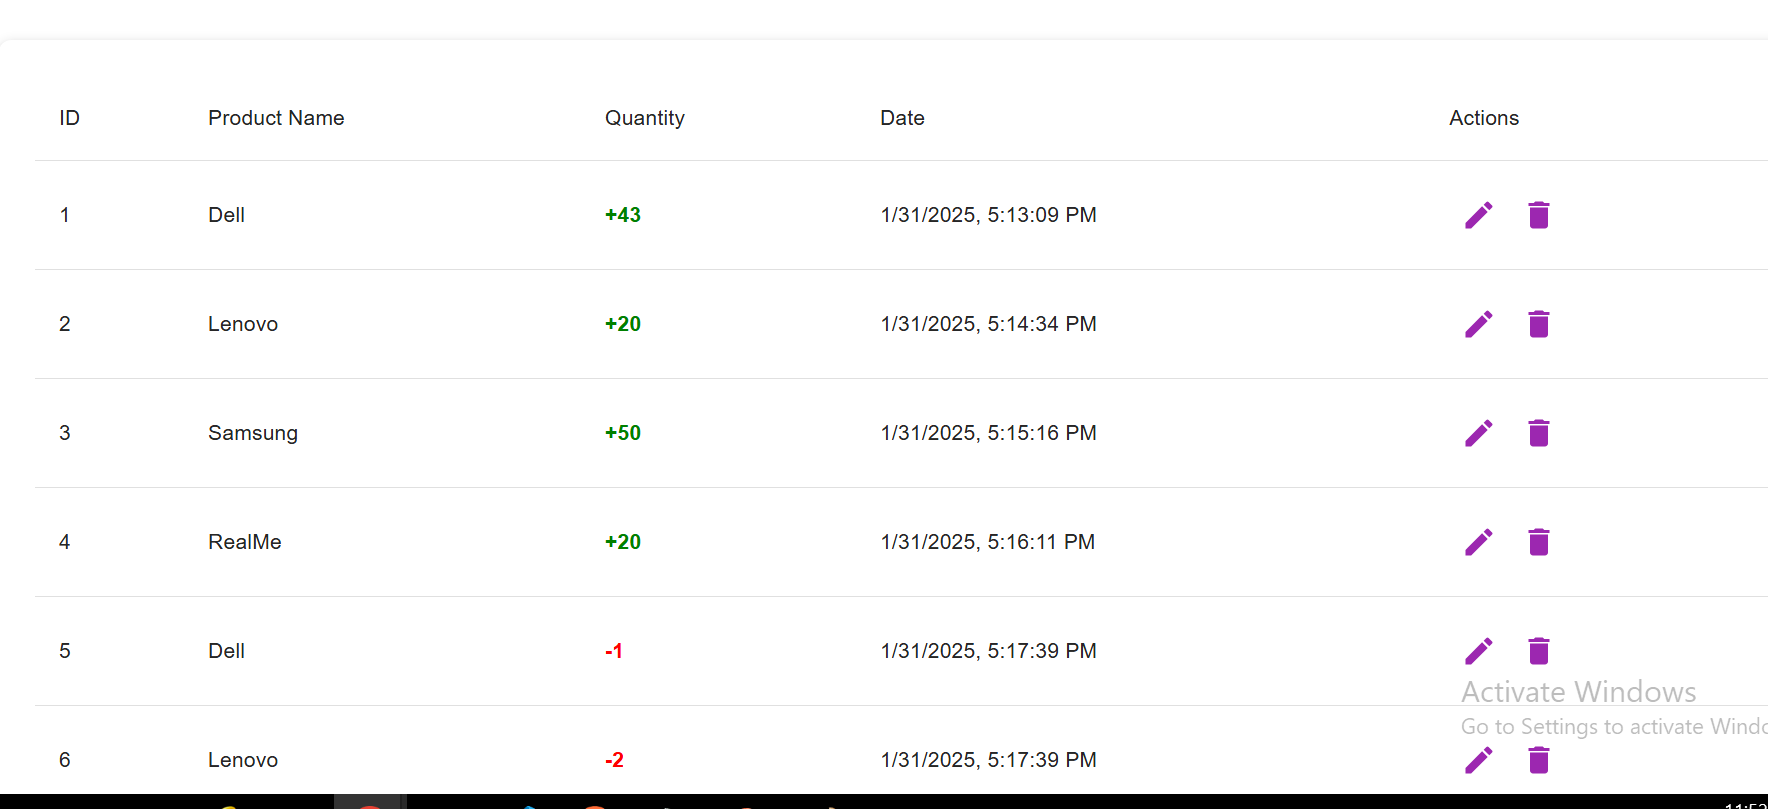 ID Product Name Quantity Date Actions
1 Dell +43 1/31/2025, 5:13:09 PM
2 Lenovo +20 1/31/2025, 5:14:34 PM
3 Samsung +50 1/31/2025, 5:15:16 PM
4 RealMe +20 1/31/2025, 5:16:11 PM
5 Dell -1 1/31/2025, 5:17:39 PM
Activate Windows
Go to Settings to activate
6 Lenovo -2 1/31/2025, 5:17:39 PM